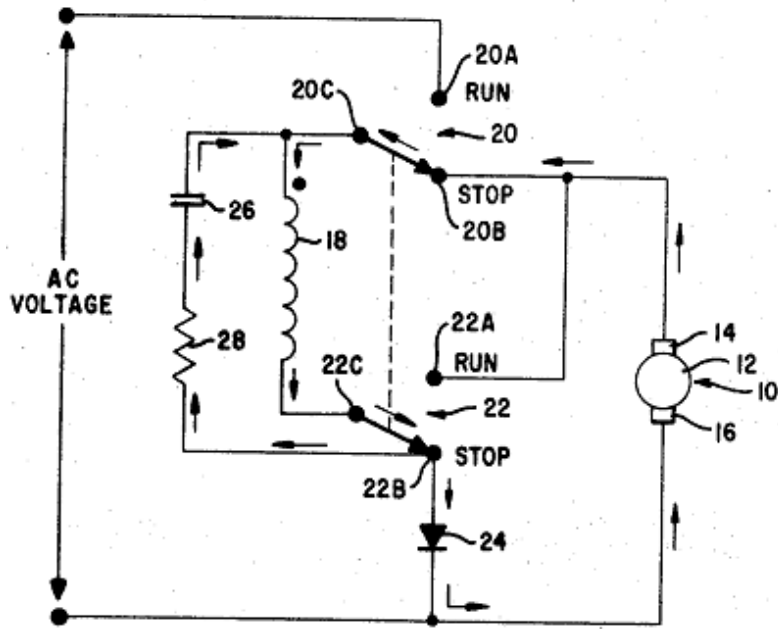 20A
RUN
20C
20
STOP
20B
26
18
AC
VOLTAGE
28
22A
RUN
22C
22
14
12
10
16
STOP
22B
24